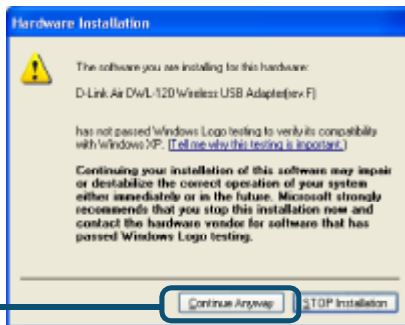 Hardware Installation
The software you are installing for this hardware:
D-Link Air DWL-120 Wireless USB Adapter(rev.F)
has not passed Windows Logo testing to verify its compatibility
with Windows XP. (Tell me why this testing is important.)
Continuing your installation of this software may impair
or destabilize the correct operation of your system
either immediately or in the future. Microsoft strongly
recommends that you stop this installation now and
contact the hardware vendor for software that has
passed Windows Logo testing.
Continue Anyway STOP Installation